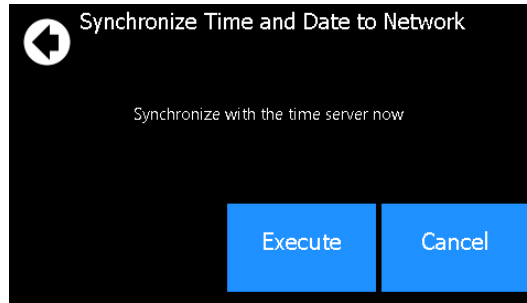 Synchronize Time and Date to Network
Synchronize with the time server now
Execute
Cancel